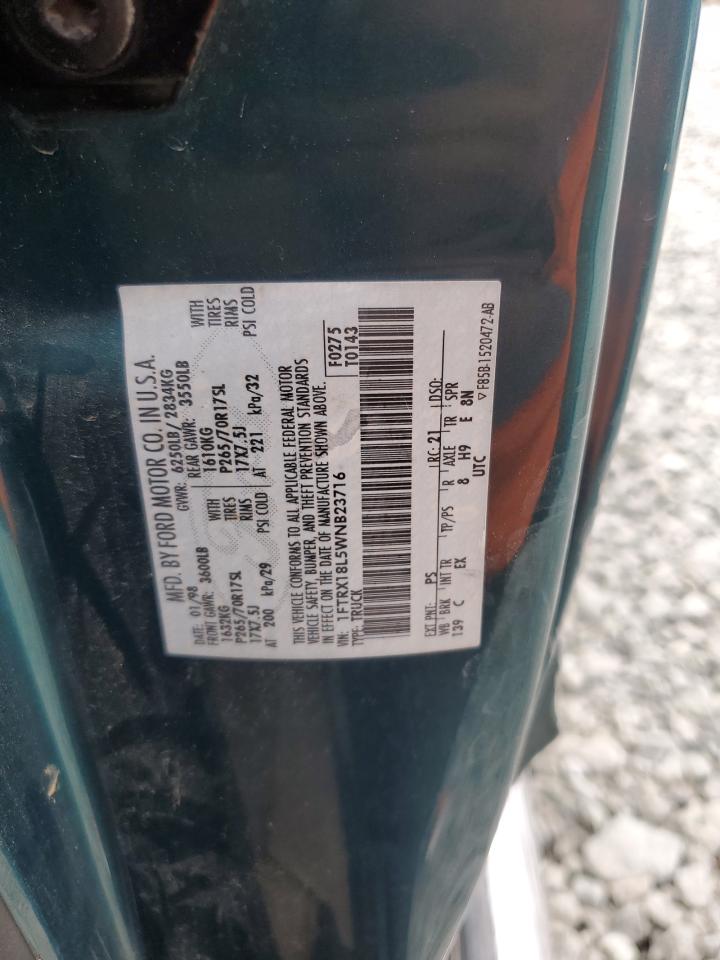 MFD. BY FORD MOTOR CO. IN U.S.A.
DATE: 01/98 GVWR: 6250LB/ 2834KG
FRONT GAWR: 3600LB REAR GAWR: 3550LB
1632KG WITH 1610KG WITH
P265/70R17SL TIRES P265/70R17SL TIRES
17X7.5J RIMS 17X7.5J RIMS
AT 200 kPa/29 PSI COLD AT 221 kPa/32 PSI COLD
THIS VEHICLE CONFORMS TO ALL APPLICABLE FEDERAL MOTOR
VEHICLE SAFETY, BUMPER, AND THEFT PREVENTION STANDARDS
IN EFFECT ON THE DATE OF MANUFACTURE SHOWN ABOVE.
VIN: 1FTRX18L5WNB23716 F0275
TYPE: TRUCK T0143
EXT PNT: PS RC: 21 DSO:
WB BRK INT TR TP/PS R AXLE TR SPR
139 C EX 8 H9 E 8N
UTC
▽ F85B-1520472-AB